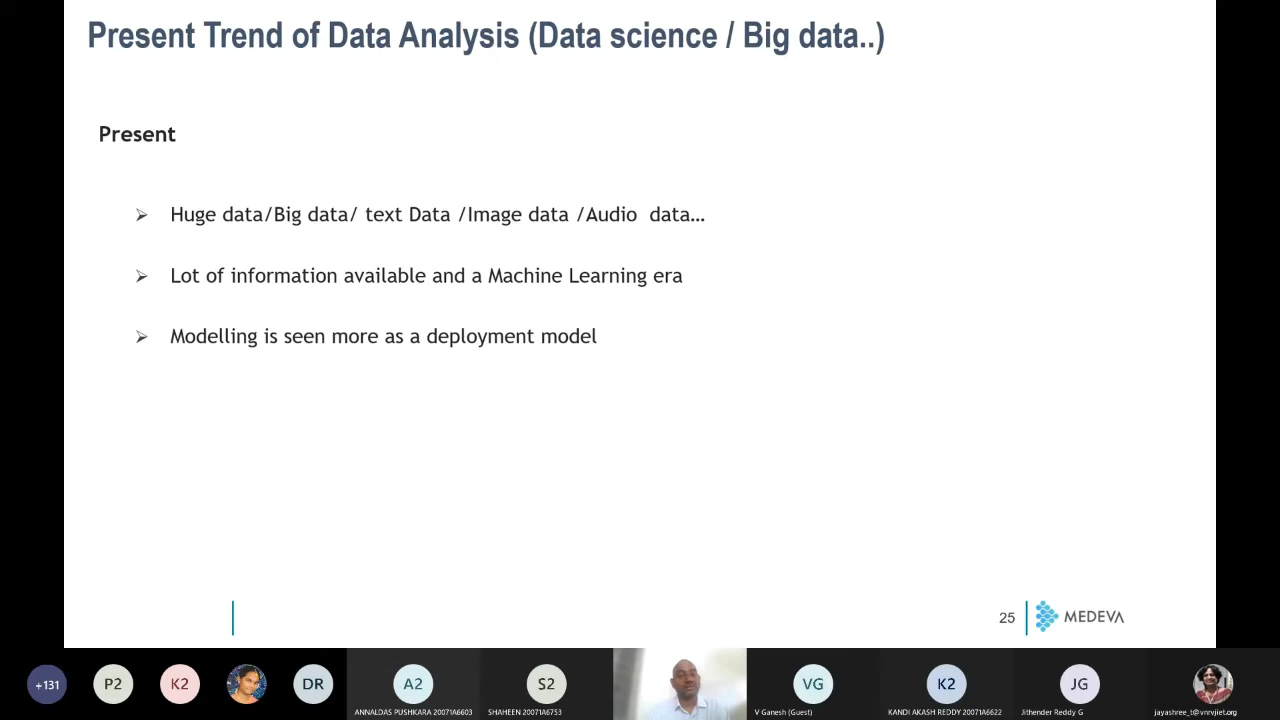 Present Trend of Data Analysis (Data science / Big data..)
Present
➢ Huge data/Big data/ text Data /Image data /Audio  data…
➢ Lot of information available and a Machine Learning era
➢ Modelling is seen more as a deployment model
25
MEDEVA
+131
P2
K2
DR
A2
S2
VG
K2
JG
ANNALDAS PUSHKARA 20071A6603
SHAHEEN 20071A6753
V Ganesh (Guest)
KANDI AKASH REDDY 20071A6622
Jithender Reddy G
jayashree_t@vnrvjiet.org